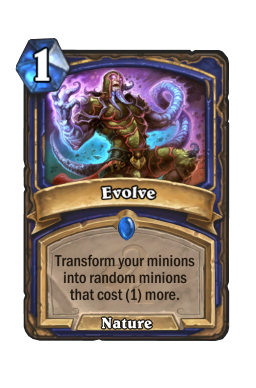 1
Evolve
Transform your minions
into random minions
that cost (1) more.
Nature